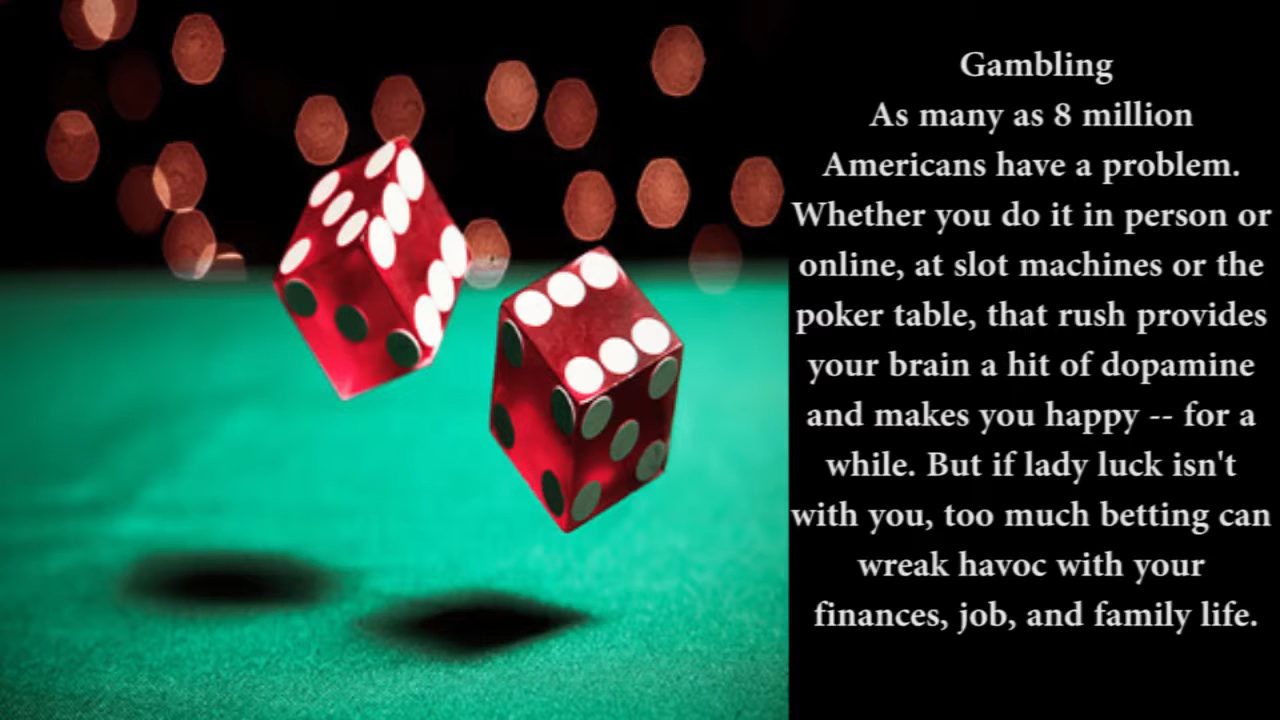 Gambling
As many as 8 million
Americans have a problem.
Whether you do it in person or
online, at slot machines or the
poker table, that rush provides
your brain a hit of dopamine
and makes you happy -- for a
while. But if lady luck isn't
with you, too much betting can
wreak havoc with your
finances, job, and family life.